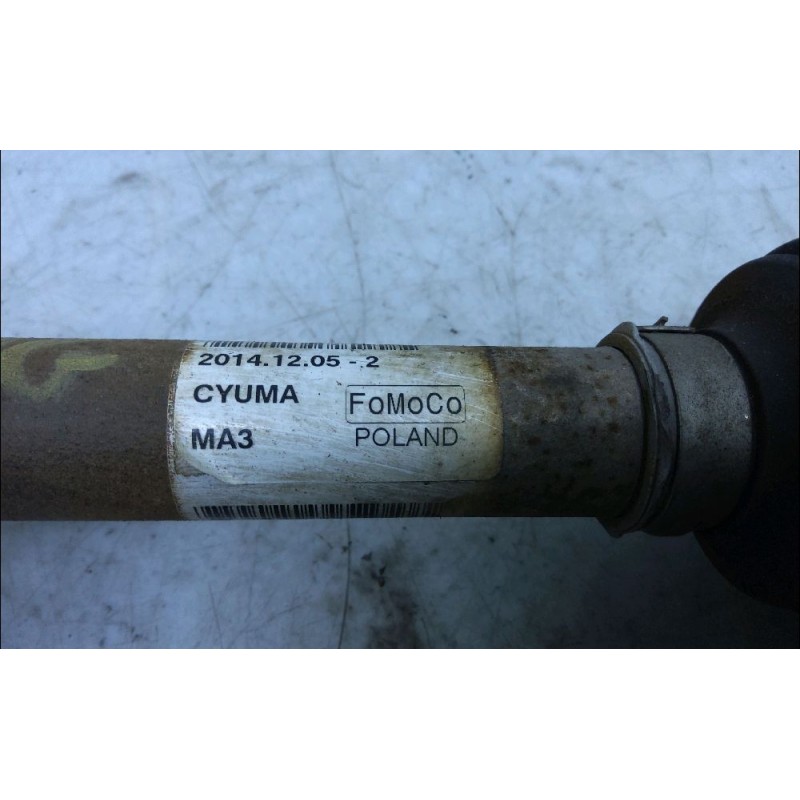 2014.12.05 - 2
CYUMA
FoMoCo
MA3
POLAND